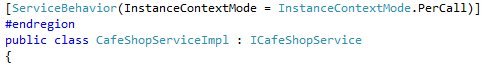 [ServiceBehavior(InstanceContextMode = InstanceContextMode.PerCall)]
#endregion
public class CafeShopServiceImpl : ICafeShopService
{